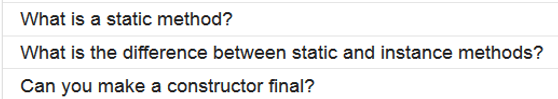 What is a static method?
What is the difference between static and instance methods?
Can you make a constructor final?